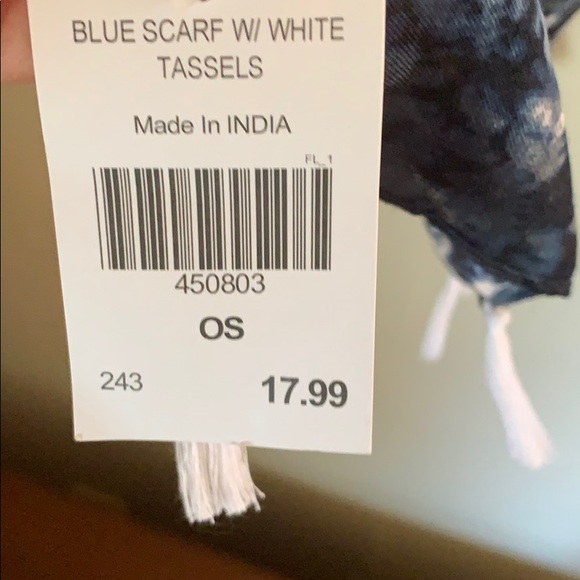 BLUE SCARF W/ WHITE
TASSELS
Made In INDIA
FL_1
450803
OS
243 17.99